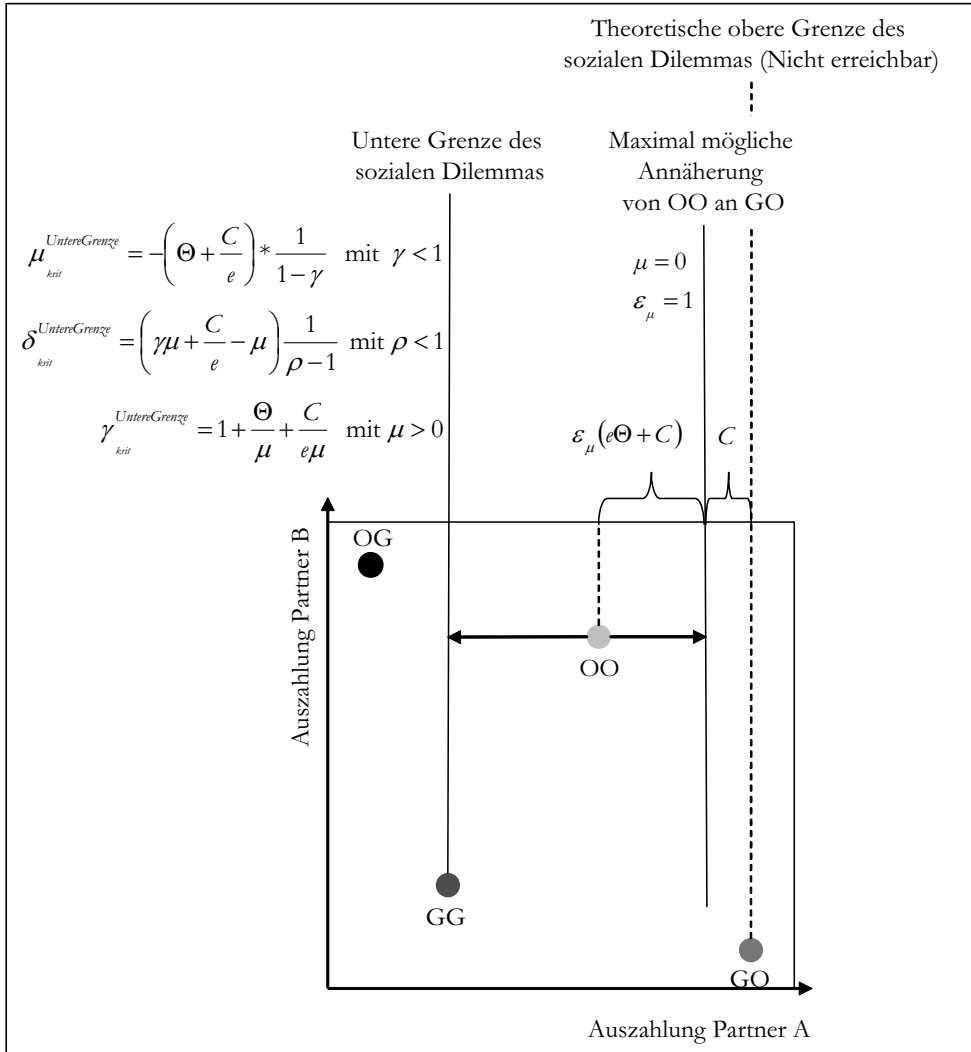 Theoretische obere Grenze des
sozialen Dilemmas (Nicht erreichbar)
Untere Grenze des
sozialen Dilemmas
Maximal mögliche
Annäherung
von OO an GO
μ_krit^UntereGrenze = −(Θ + C/e) * 1/(1−γ) mit γ < 1
μ = 0
ε_μ = 1
δ_krit^UntereGrenze = (γμ + C/e − μ) 1/(ρ−1) mit ρ < 1
γ_krit^UntereGrenze = 1 + Θ/μ + C/(eμ) mit μ > 0
ε_μ(eΘ + C)
C
Auszahlung Partner B
OG
OO
GG
GO
Auszahlung Partner A